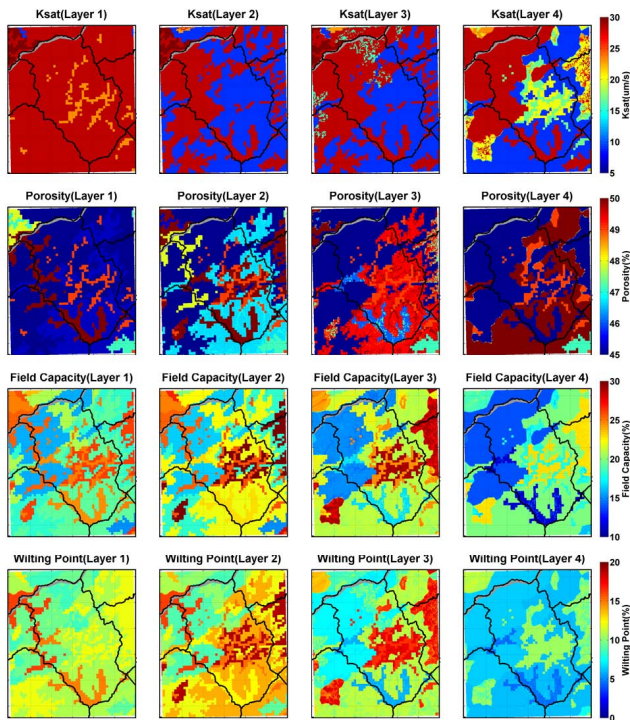 Ksat(Layer 1) Ksat(Layer 2) Ksat(Layer 3) Ksat(Layer 4)
30
25
20
15
10
5
Ksat(um/s)
Porosity(Layer 1) Porosity(Layer 2) Porosity(Layer 3) Porosity(Layer 4)
50
49
48
47
46
45
Porosity(%)
Field Capacity(Layer 1) Field Capacity(Layer 2) Field Capacity(Layer 3) Field Capacity(Layer 4)
30
25
20
15
10
Field Capacity(%)
Wilting Point(Layer 1) Wilting Point(Layer 2) Wilting Point(Layer 3) Wilting Point(Layer 4)
20
15
10
5
0
Wilting Point(%)